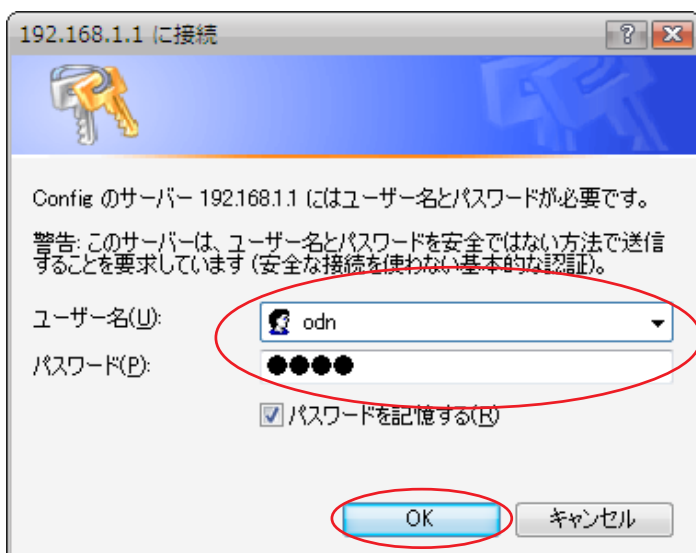 192.168.1.1 に接続
Config のサーバー 192.168.1.1 にはユーザー名とパスワードが必要です。
警告: このサーバーは、ユーザー名とパスワードを安全ではない方法で送信
することを要求しています (安全な接続を使わない基本的な認証)。
ユーザー名(U):
odn
パスワード(P):
●●●●
パスワードを記憶する(R)
OK
キャンセル